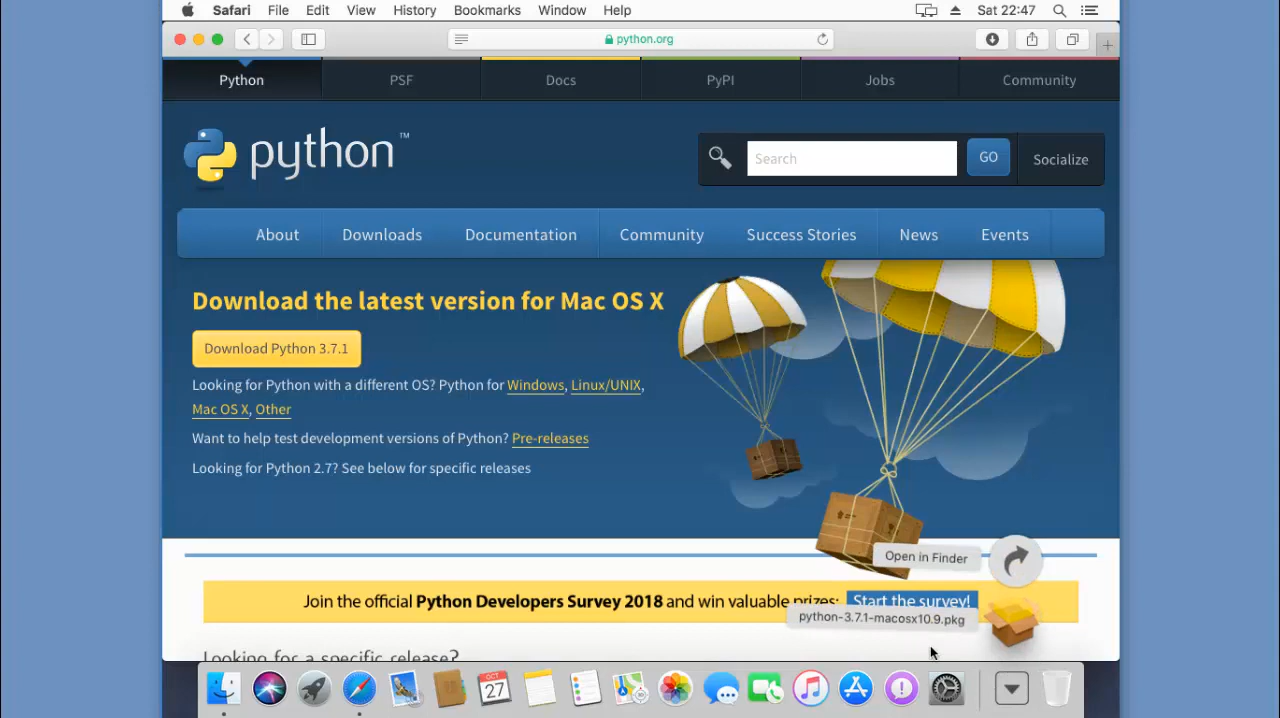 Safari File Edit View History Bookmarks Window Help Sat 22:47
python.org
Python PSF Docs PyPI Jobs Community
python™
Search GO Socialize
About Downloads Documentation Community Success Stories News Events
Download the latest version for Mac OS X
Download Python 3.7.1
Looking for Python with a different OS? Python for Windows, Linux/UNIX,
Mac OS X, Other
Want to help test development versions of Python? Pre-releases
Looking for Python 2.7? See below for specific releases
Open in Finder
Join the official Python Developers Survey 2018 and win valuable prizes: Start the survey!
python-3.7.1-macosx10.9.pkg
Looking for a specific release?
OCT
27